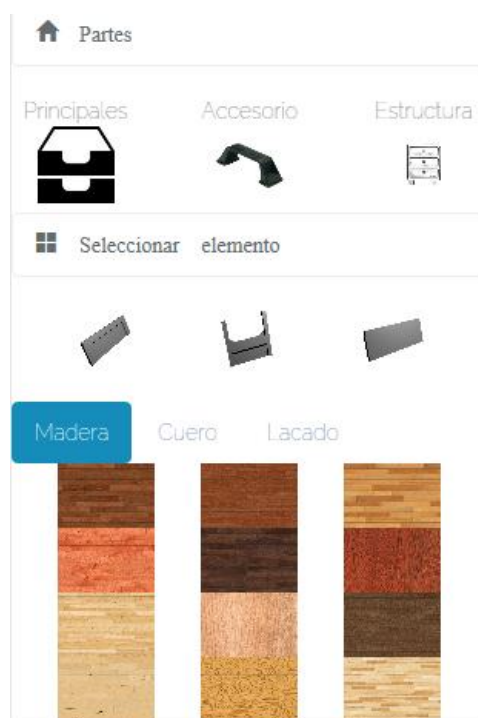 Partes
Principales Accesorio Estructura
Seleccionar elemento
Madera Cuero Lacado